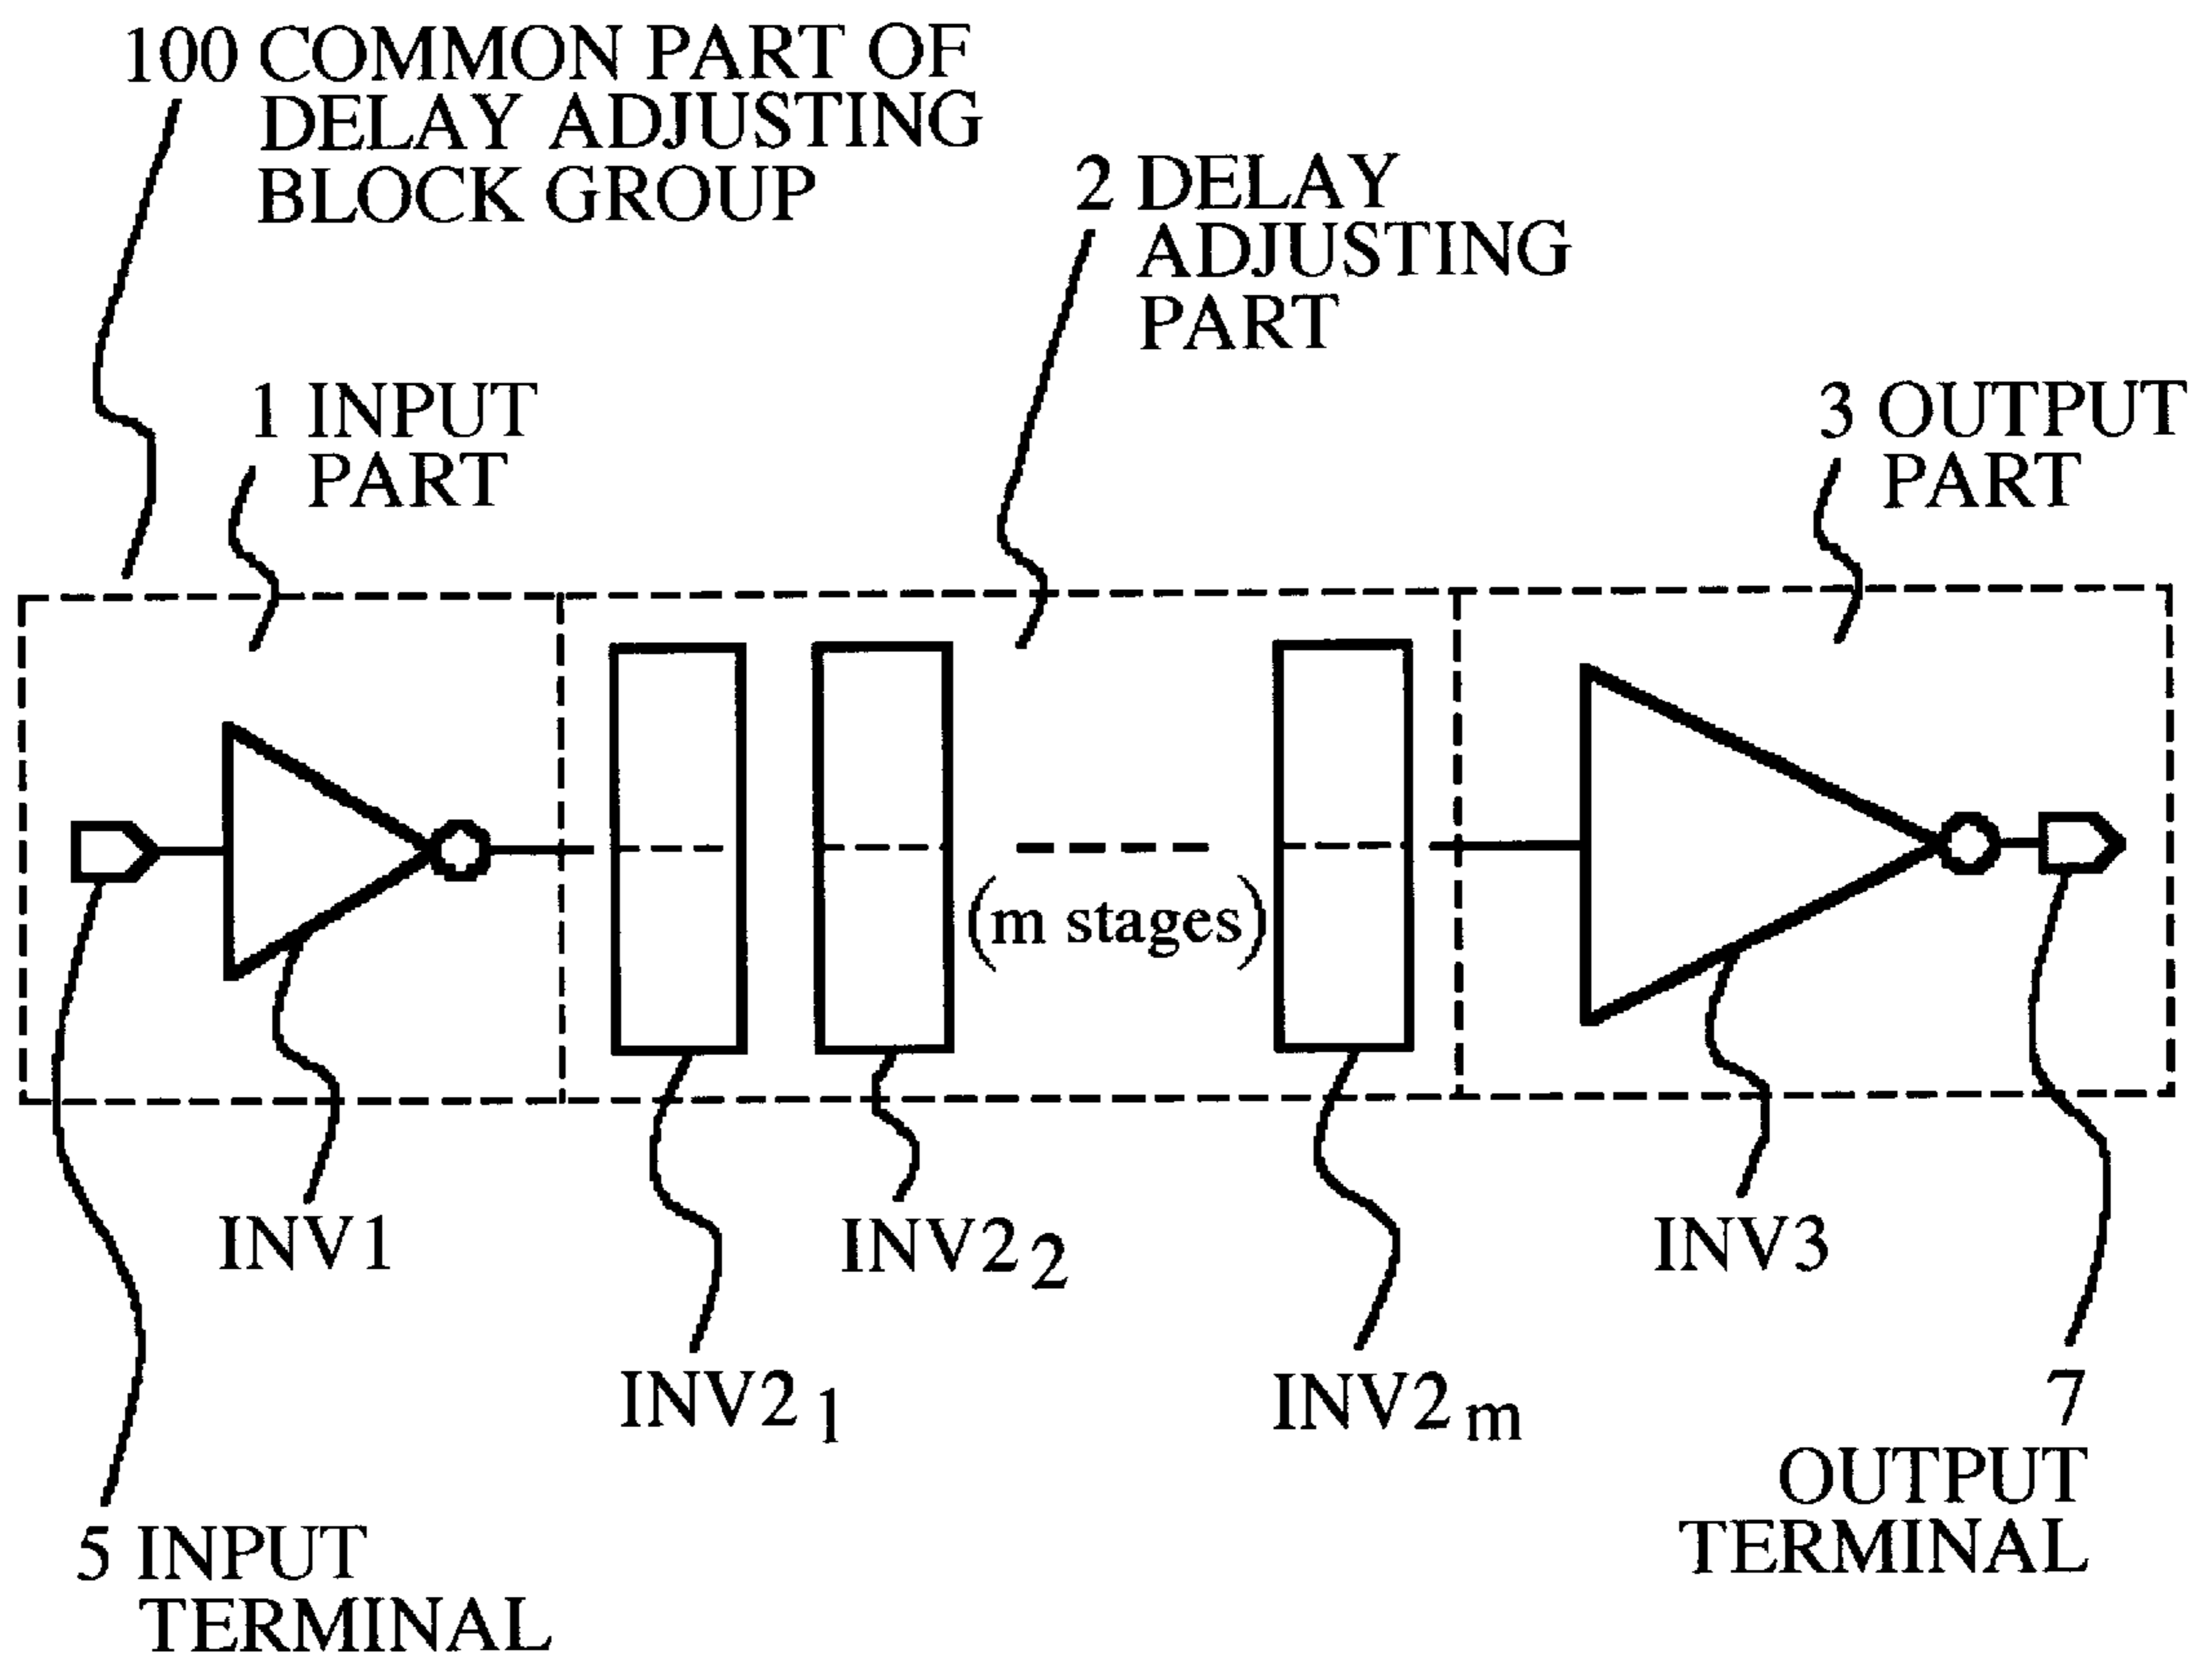 100 COMMON PART OF
DELAY ADJUSTING
BLOCK GROUP
2 DELAY
ADJUSTING
PART
1 INPUT
PART
3 OUTPUT
PART
(m stages)
INV1
INV2 2
INV3
INV2 1
INV2 m
7
OUTPUT
TERMINAL
5 INPUT
TERMINAL